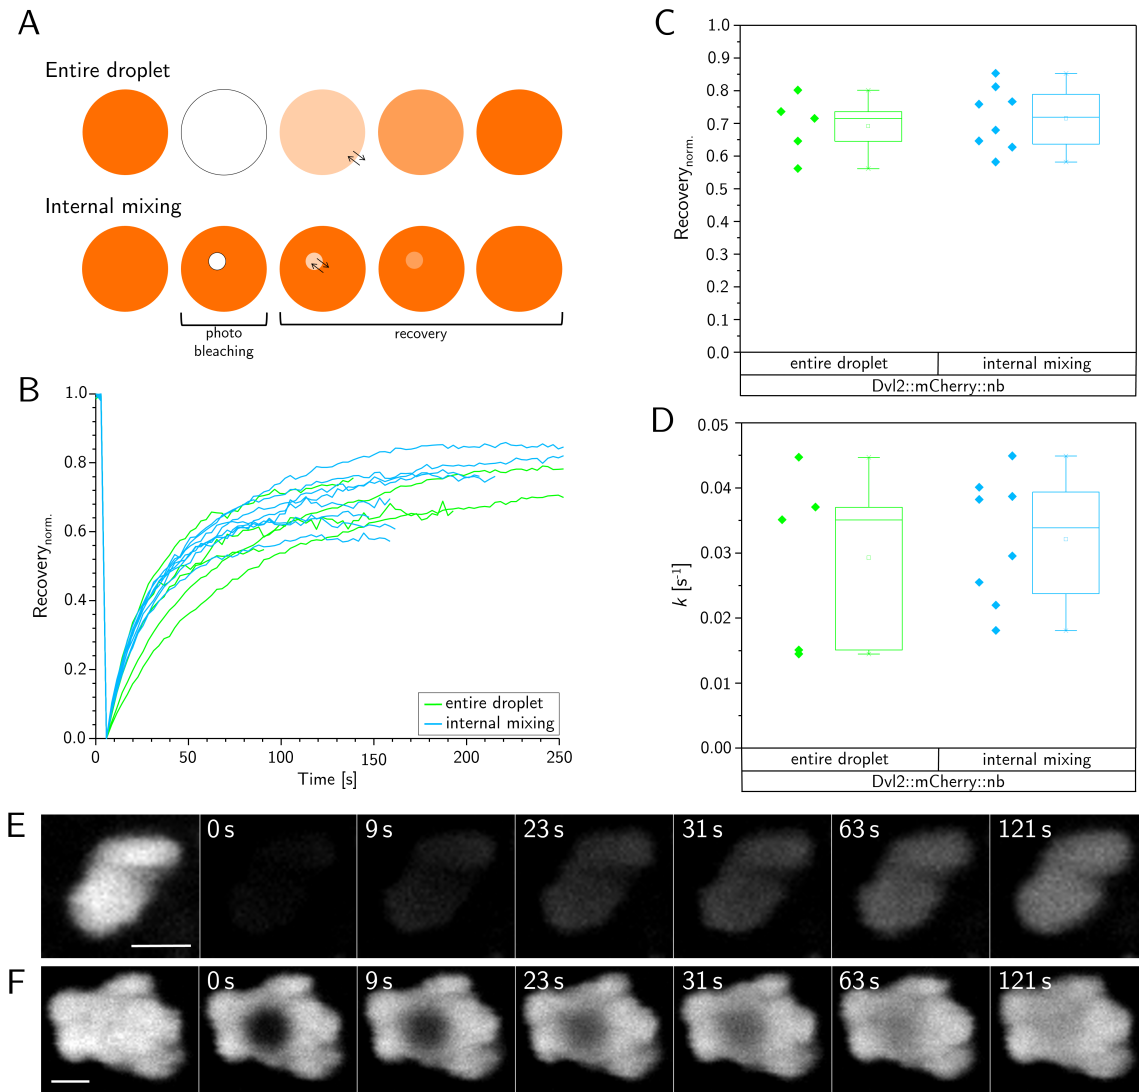 A
Entire droplet
Internal mixing
photo
bleaching
recovery
B
1.0
0.8
0.6
0.4
0.2
0.0
Recovery_norm.
0
50
100
150
200
250
Time [s]
entire droplet
internal mixing
C
1.0
0.9
0.8
0.7
0.6
0.5
0.4
0.3
0.2
0.1
0.0
Recovery_norm.
entire droplet internal mixing
Dvl2::mCherry::nb
D
0.05
0.04
0.03
0.02
0.01
0.00
k [s⁻¹]
entire droplet internal mixing
Dvl2::mCherry::nb
E
0 s 9 s 23 s 31 s 63 s 121 s
F
0 s 9 s 23 s 31 s 63 s 121 s